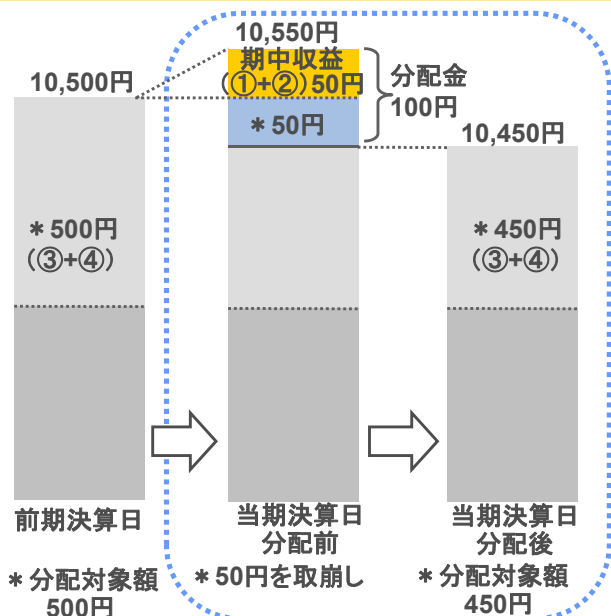 10,550円
期中収益
(①+②)50円
分配金
100円
10,500円
*50円
10,450円
*500円
(③+④)
*450円
(③+④)
前期決算日
当期決算日
分配前
当期決算日
分配後
*分配対象額
500円
*50円を取崩し
*分配対象額
450円